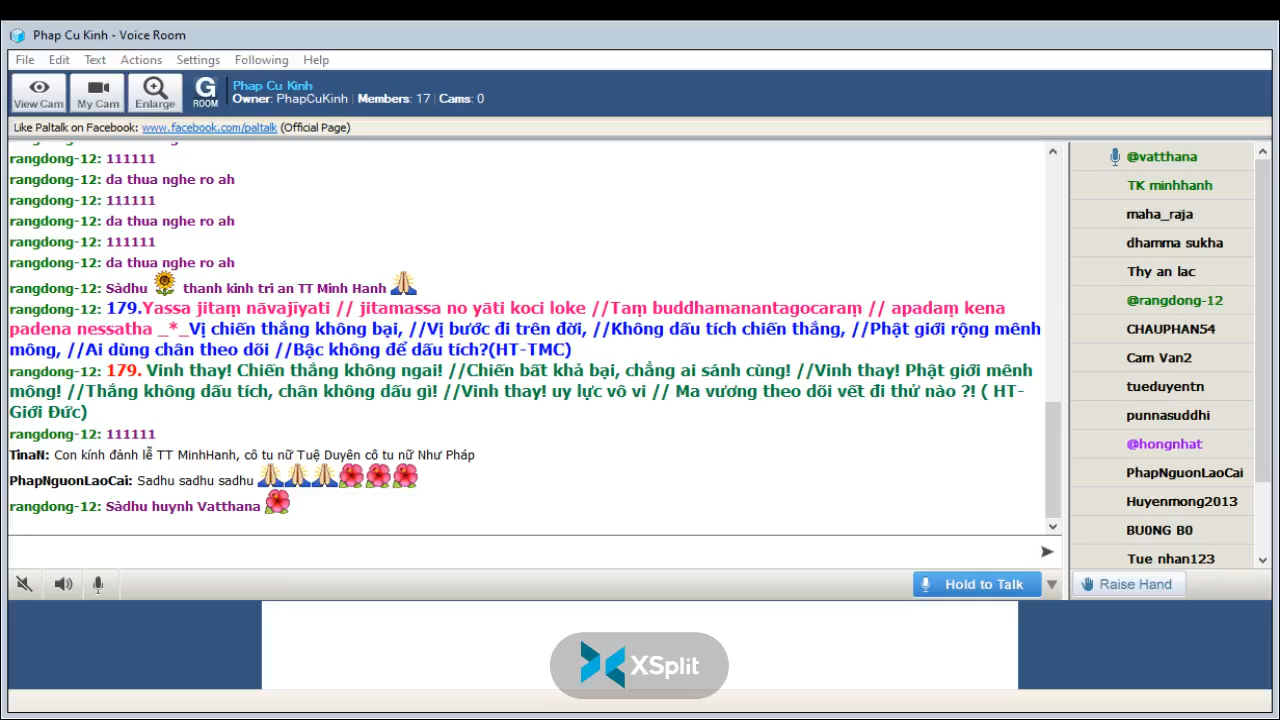 Phap Cu Kinh - Voice Room
File Edit Text Actions Settings Following Help
View Cam My Cam Enlarge G ROOM
Phap Cu Kinh
Owner: PhapCuKinh | Members: 17 | Cams: 0
Like Paltalk on Facebook: www.facebook.com/paltalk (Official Page)
rangdong-12: 111111
rangdong-12: da thua nghe ro ah
rangdong-12: 111111
rangdong-12: da thua nghe ro ah
rangdong-12: 111111
rangdong-12: da thua nghe ro ah
rangdong-12: Sàdhu thanh kinh tri an TT Minh Hanh
rangdong-12: 179.Yassa jitaṃ nāvajīyati // jitamassa no yāti koci loke //Taṃ buddhamanantagocaraṃ // apadaṃ kena
padena nessatha _*_Vị chiến thắng không bại, //Vị bước đi trên đời, //Không dấu tích chiến thắng, //Phật giới rộng mênh
mông, //Ai dùng chân theo dõi //Bậc không để dấu tích?(HT-TMC)
rangdong-12: 179. Vinh thay! Chiến thắng không ngai! //Chiến bất khả bại, chẳng ai sánh cùng! //Vinh thay! Phật giới mênh
mông! //Thắng không dấu tích, chân không dấu gì! //Vinh thay! uy lực vô vi // Ma vương theo dõi vết đi thử nào ?! ( HT-
Giới Đức)
rangdong-12: 111111
TinaN: Con kính đảnh lễ TT MinhHanh, cô tu nữ Tuệ Duyên cô tu nữ Như Pháp
PhapNguonLaoCai: Sadhu sadhu sadhu
rangdong-12: Sàdhu huynh Vatthana
@vatthana
TK minhhanh
maha_raja
dhamma sukha
Thy an lac
@rangdong-12
CHAUPHAN54
Cam Van2
tueduyentn
punnasuddhi
@hongnhat
PhapNguonLaoCai
Huyenmong2013
BU0NG B0
Tue nhan123
Hold to Talk
Raise Hand
XSplit